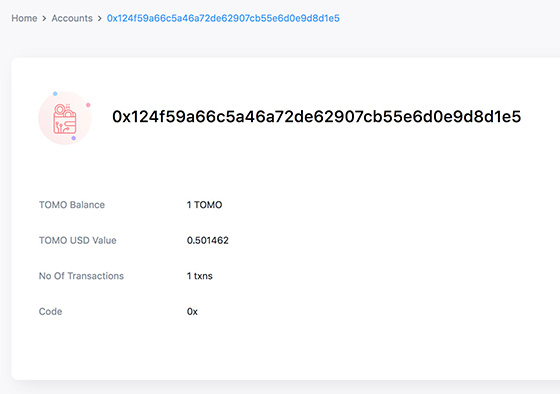 Home > Accounts > 0x124f59a66c5a46a72de62907cb55e6d0e9d8d1e5
0x124f59a66c5a46a72de62907cb55e6d0e9d8d1e5
TOMO Balance 1 TOMO
TOMO USD Value 0.501462
No Of Transactions 1 txns
Code 0x